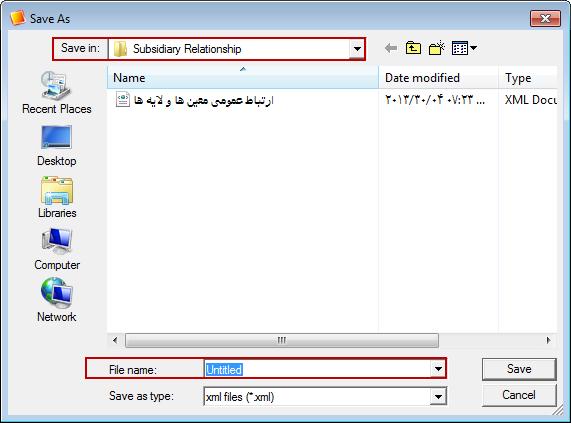 Save As
Save in:
Subsidiary Relationship
Name
Date modified
Type
ارتباط عمومی معین ها و لایه ها
۲۰۱۳/۳۰/۰۴ ۰۷:۲۳ ...
XML Docu
Recent Places
Desktop
Libraries
Computer
Network
File name:
Untitled
Save
Save as type:
xml files (*.xml)
Cancel